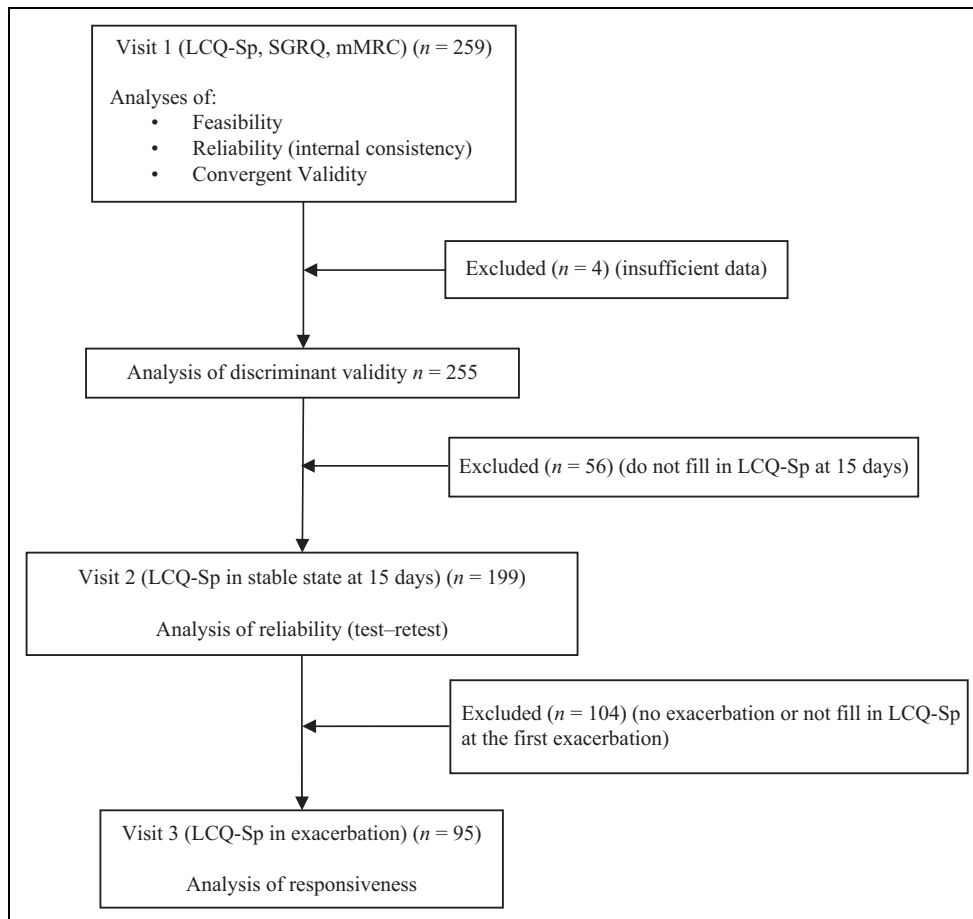 Visit 1 (LCQ-Sp, SGRQ, mMRC) (n = 259)
Analyses of:
• Feasibility
• Reliability (internal consistency)
• Convergent Validity
Excluded (n = 4) (insufficient data)
Analysis of discriminant validity n = 255
Excluded (n = 56) (do not fill in LCQ-Sp at 15 days)
Visit 2 (LCQ-Sp in stable state at 15 days) (n = 199)
Analysis of reliability (test–retest)
Excluded (n = 104) (no exacerbation or not fill in LCQ-Sp
at the first exacerbation)
Visit 3 (LCQ-Sp in exacerbation) (n = 95)
Analysis of responsiveness